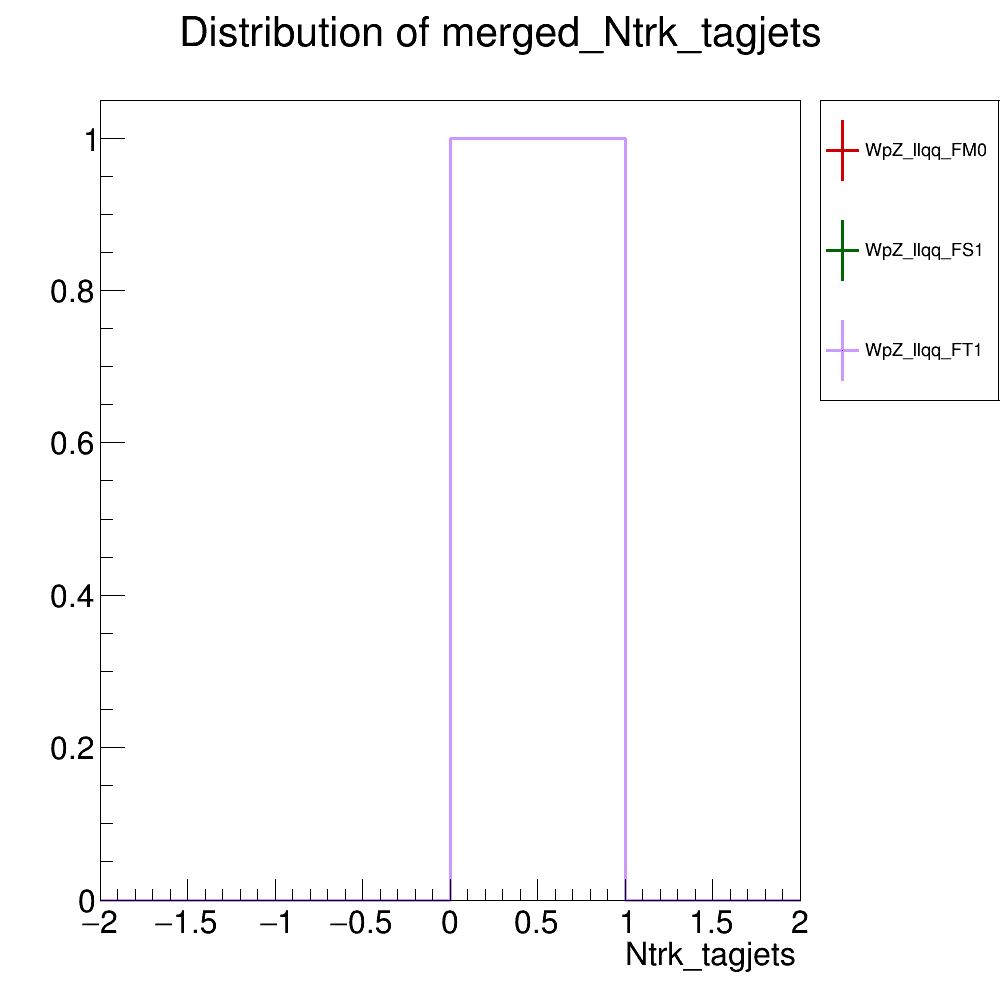 Distribution of merged_Ntrk_tagjets
1
0.8
0.6
0.4
0.2
0
−2 −1.5 −1 −0.5 0 0.5 1 1.5 2
Ntrk_tagjets
WpZ_llqq_FM0
WpZ_llqq_FS1
WpZ_llqq_FT1